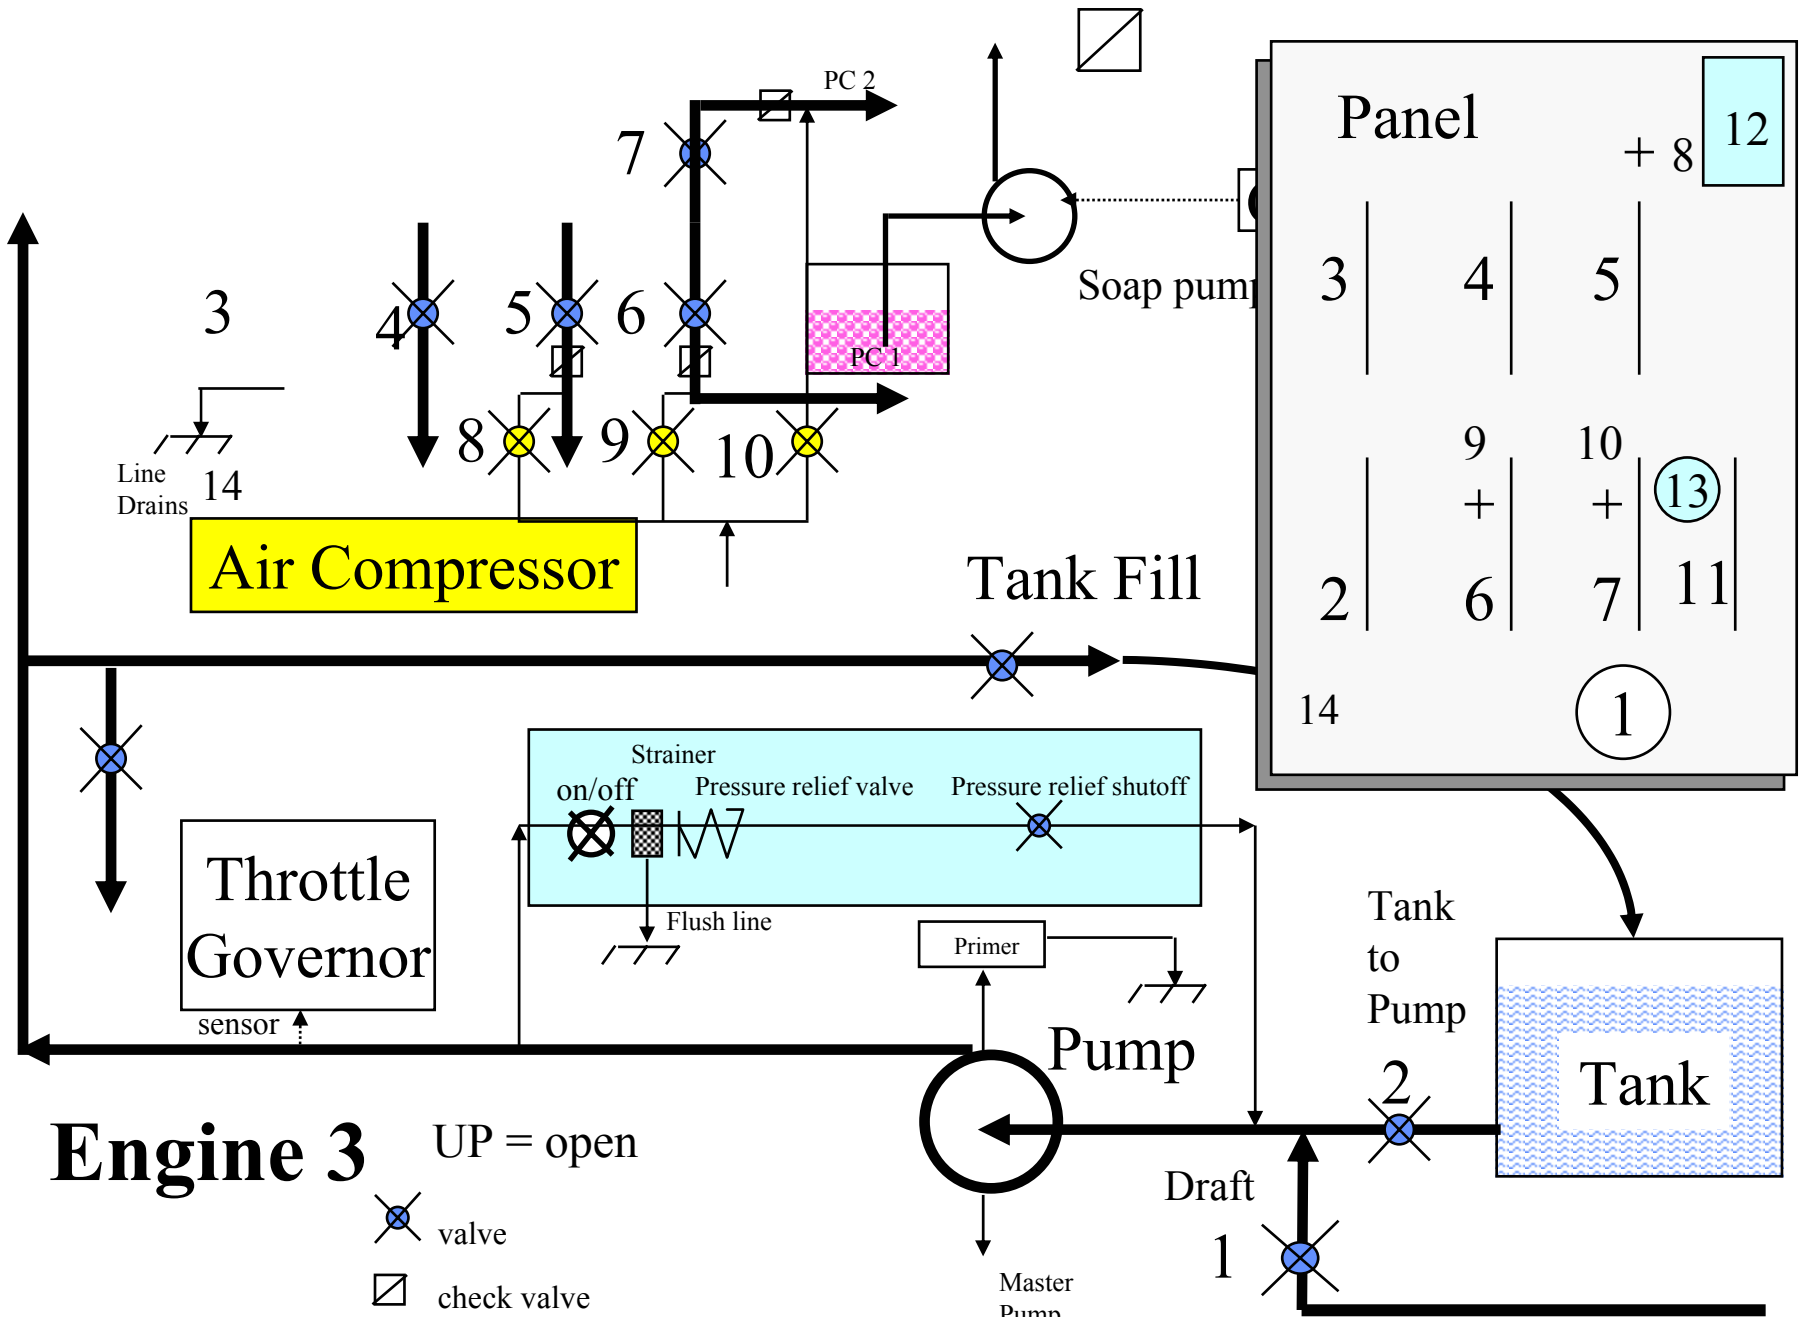 PC 2
Panel
12
+ 8
7
3
4
5
6
Soap pump
3
4
5
PC 1
8
9
10
Line
Drains
14
9
10
+
+
13
2
6
7
11
Air Compressor
Tank Fill
14
1
Strainer
on/off
Pressure relief valve
Pressure relief shutoff
Throttle
Governor
sensor
Flush line
Primer
Tank
to
Pump
Pump
2
Tank
Engine 3
UP = open
Draft
1
valve
check valve
Master
Pump